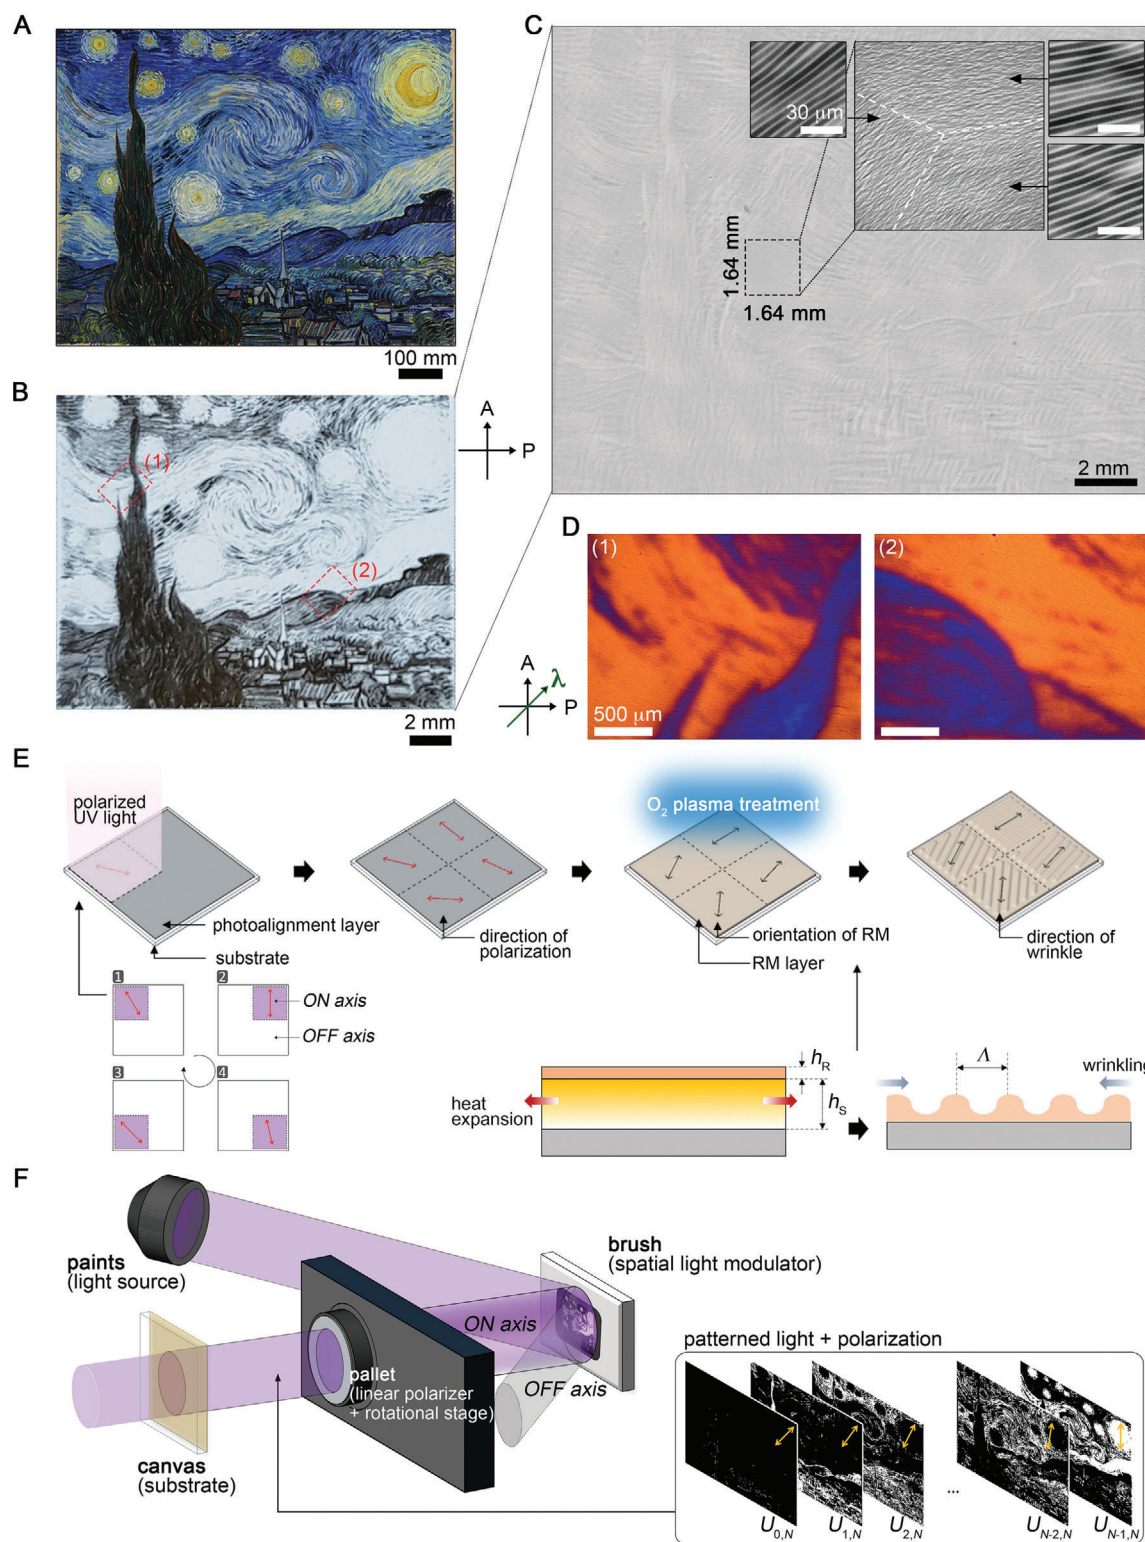 A
100 mm
B
(1)
(2)
A
P
2 mm
C
30 μm
1.64 mm
1.64 mm
2 mm
D
(1)
(2)
500 μm
A
λ
P
E
polarized
UV light
photoalignment layer
substrate
direction of
polarization
O₂ plasma treatment
orientation of RM
RM layer
direction of
wrinkle
1
2
ON axis
OFF axis
3
4
heat
expansion
hR
hS
Λ
wrinkling
F
paints
(light source)
brush
(spatial light modulator)
ON axis
OFF axis
pallet
(linear polarizer
+ rotational stage)
canvas
(substrate)
patterned light + polarization
U0,N
U1,N
U2,N
...
UN-2,N
UN-1,N